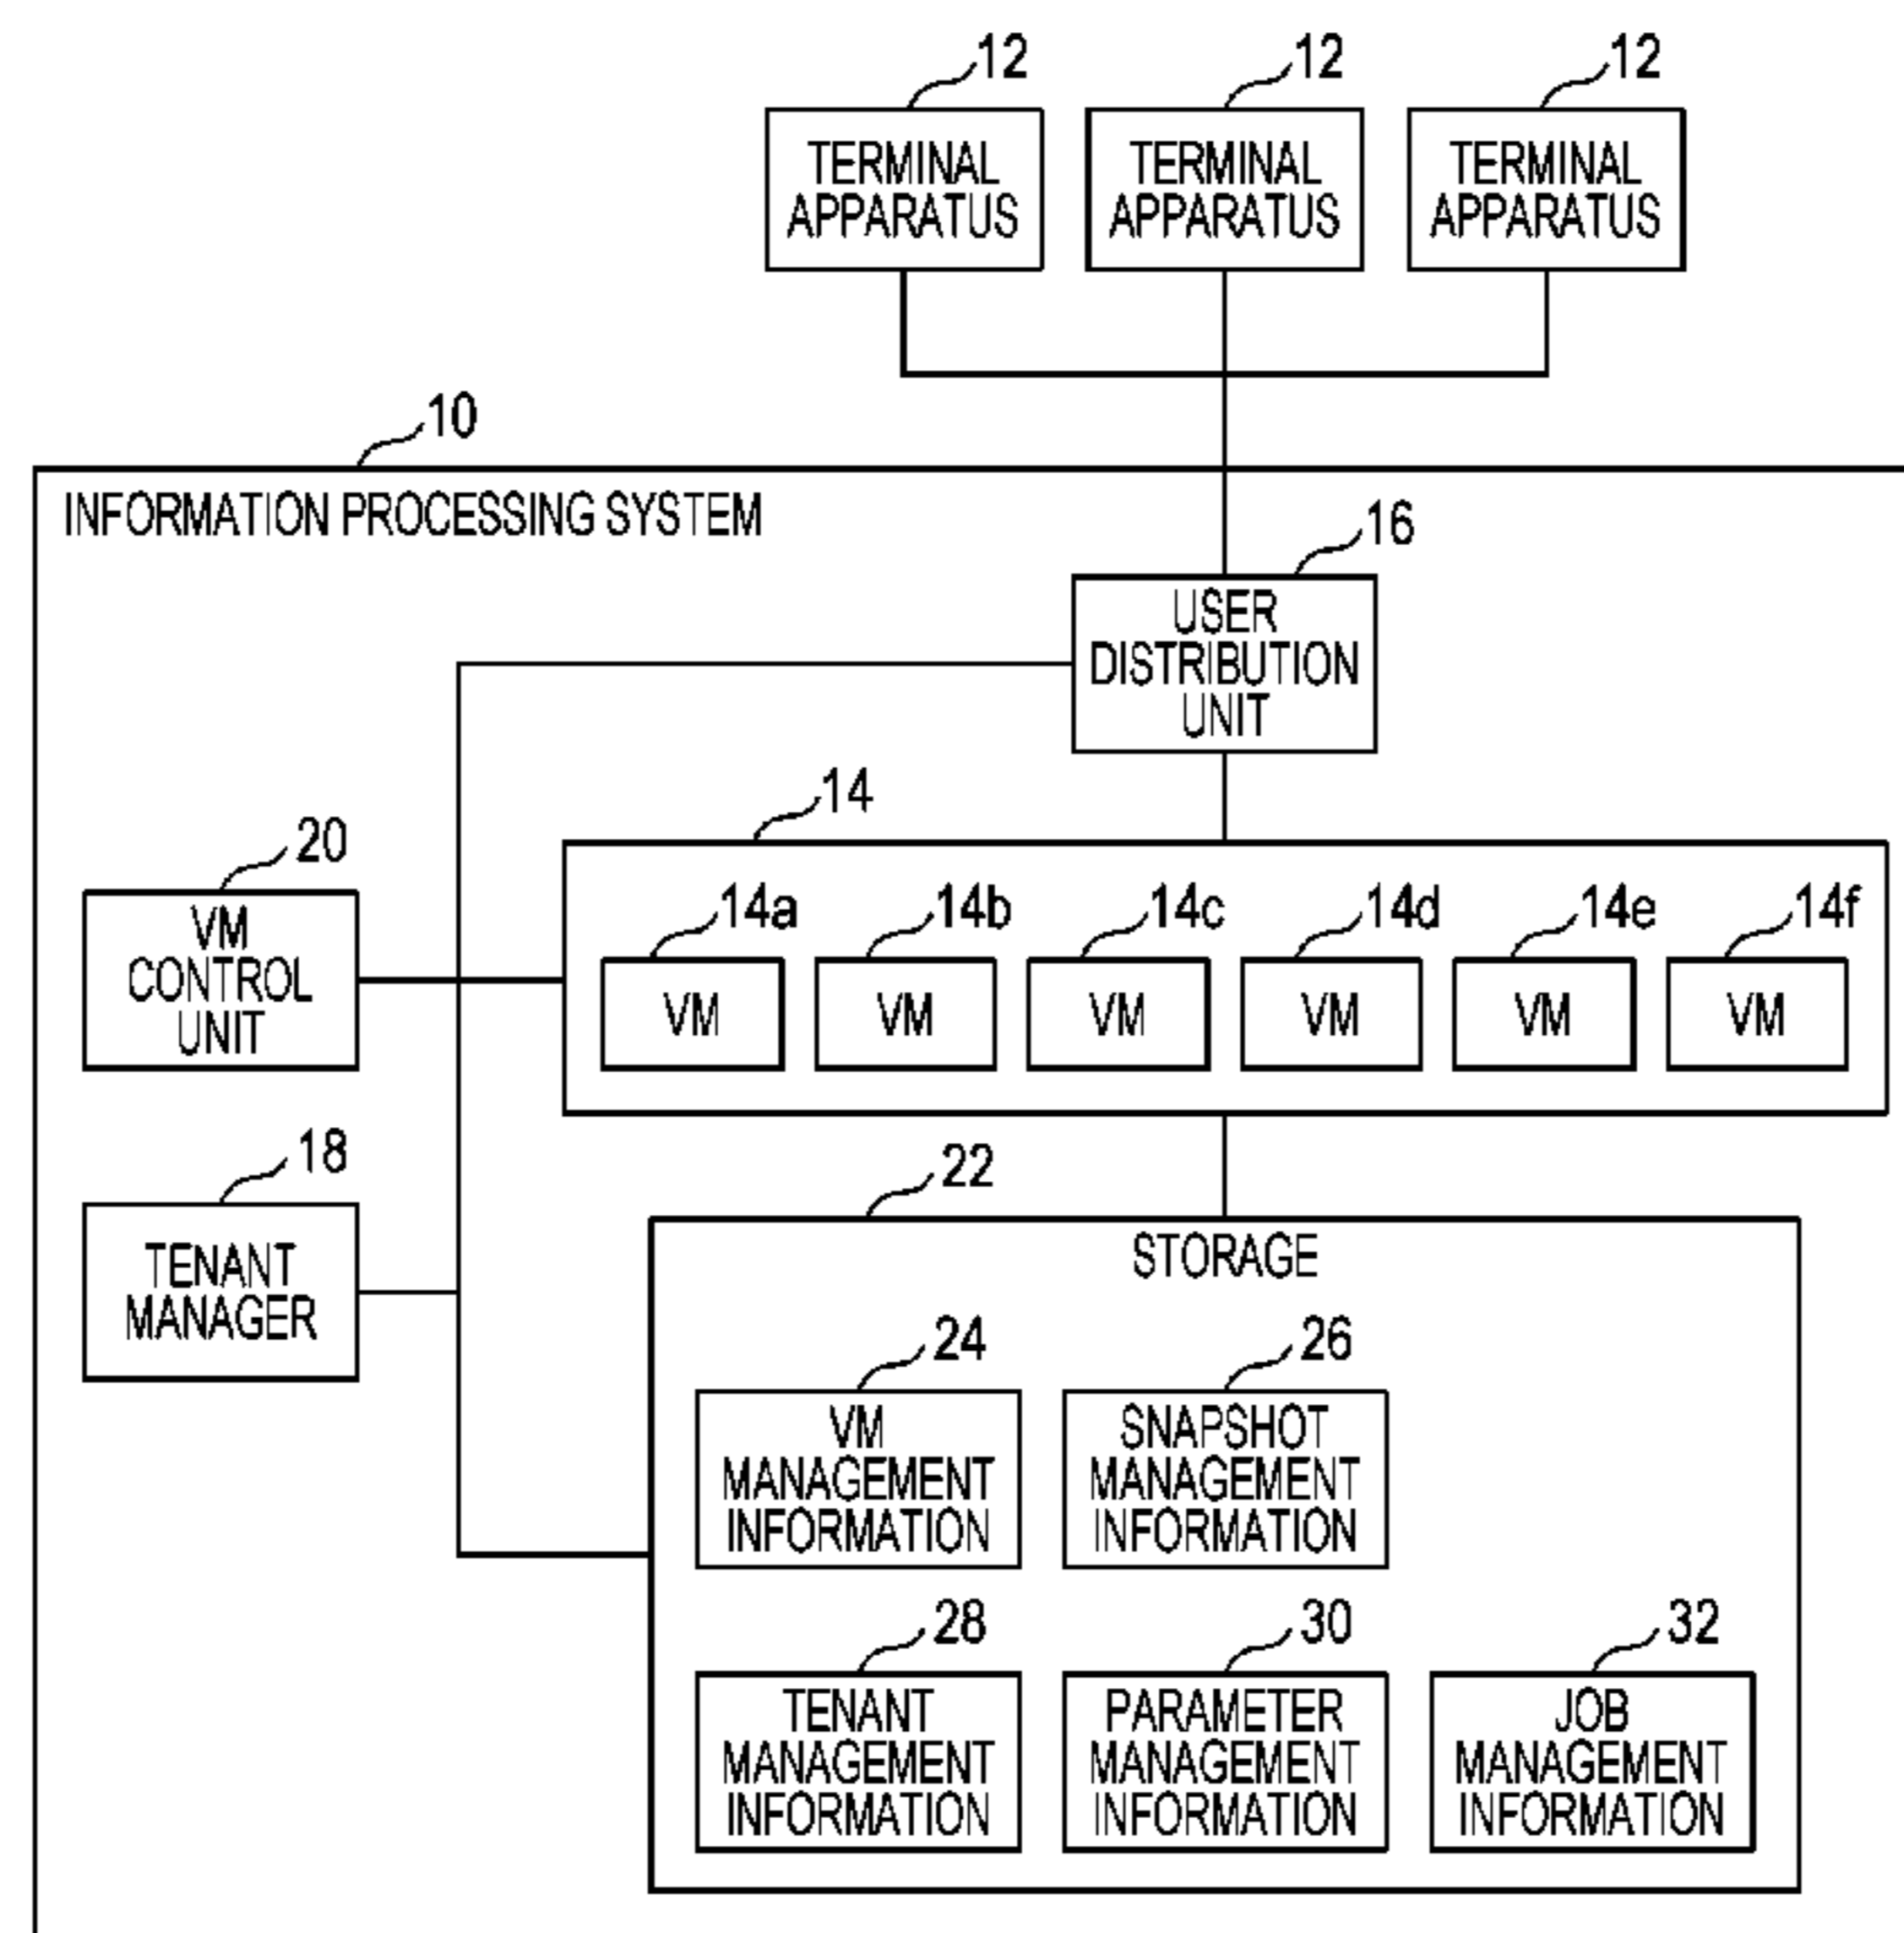 12 12 12
TERMINAL TERMINAL TERMINAL
APPARATUS APPARATUS APPARATUS
10
INFORMATION PROCESSING SYSTEM
16
USER
DISTRIBUTION
UNIT
14
20
VM
CONTROL
UNIT
14a 14b 14c 14d 14e 14f
VM VM VM VM VM VM
18
TENANT
MANAGER
22
STORAGE
24 26
VM SNAPSHOT
MANAGEMENT MANAGEMENT
INFORMATION INFORMATION
28 30 32
TENANT PARAMETER JOB
MANAGEMENT MANAGEMENT MANAGEMENT
INFORMATION INFORMATION INFORMATION